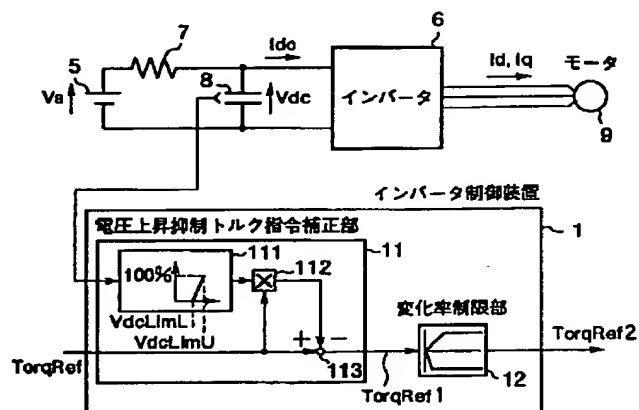 7
Idc
6
5
Vs
8
Vdc
インバータ
Id, Iq
モータ
9
インバータ制御装置
1
電圧上昇抑制トルク指令補正部
11
111
100%
112
VdcLimL
VdcLimU
+
−
113
TorqRef
TorqRef1
変化率制限部
12
TorqRef2